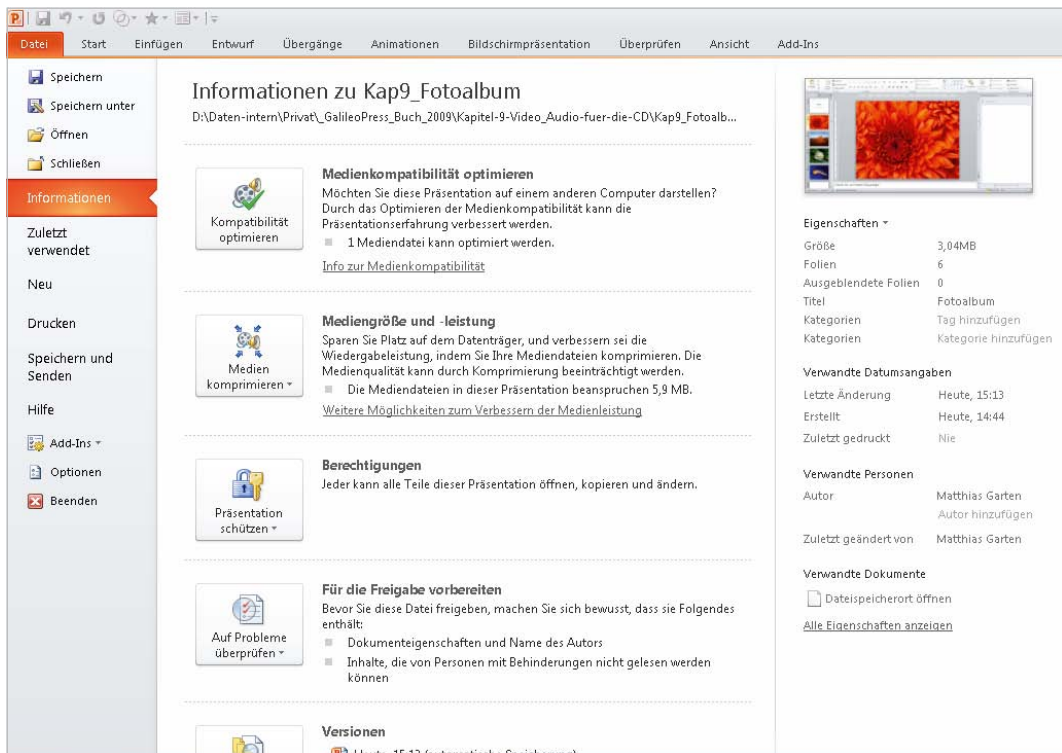 Datei Start Einfügen Entwurf Übergänge Animationen Bildschirmpräsentation Überprüfen Ansicht Add-Ins
Speichern
Speichern unter
Öffnen
Schließen
Informationen
Zuletzt
verwendet
Neu
Drucken
Speichern und
Senden
Hilfe
Add-Ins
Optionen
Beenden
Informationen zu Kap9_Fotoalbum
D:\Daten-intern\Privat\_GalileoPress_Buch_2009\Kapitel-9-Video_Audio-fuer-die-CD\Kap9_Fotoalb...
Kompatibilität
optimieren
Medienkompatibilität optimieren
Möchten Sie diese Präsentation auf einem anderen Computer darstellen?
Durch das Optimieren der Medienkompatibilität kann die
Präsentationserfahrung verbessert werden.
1 Mediendatei kann optimiert werden.
Info zur Medienkompatibilität
Medien
komprimieren
Mediengröße und -leistung
Sparen Sie Platz auf dem Datenträger, und verbessern sei die
Wiedergabeleistung, indem Sie Ihre Mediendateien komprimieren. Die
Medienqualität kann durch Komprimierung beeinträchtigt werden.
Die Mediendateien in dieser Präsentation beanspruchen 5,9 MB.
Weitere Möglichkeiten zum Verbessern der Medienleistung
Präsentation
schützen
Berechtigungen
Jeder kann alle Teile dieser Präsentation öffnen, kopieren und ändern.
Auf Probleme
überprüfen
Für die Freigabe vorbereiten
Bevor Sie diese Datei freigeben, machen Sie sich bewusst, dass sie Folgendes
enthält:
Dokumenteigenschaften und Name des Autors
Inhalte, die von Personen mit Behinderungen nicht gelesen werden
können
Versionen
Heute, 15:13 (automatische Speicherung)
Eigenschaften
Größe 3,04MB
Folien 6
Ausgeblendete Folien 0
Titel Fotoalbum
Kategorien Tag hinzufügen
Kategorien Kategorie hinzufügen
Verwandte Datumsangaben
Letzte Änderung Heute, 15:13
Erstellt Heute, 14:44
Zuletzt gedruckt Nie
Verwandte Personen
Autor Matthias Garten
Autor hinzufügen
Zuletzt geändert von Matthias Garten
Verwandte Dokumente
Dateispeicherort öffnen
Alle Eigenschaften anzeigen